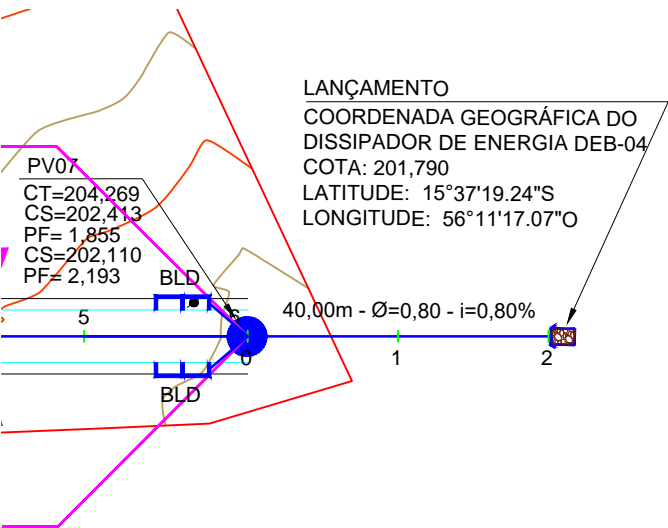 LANÇAMENTO
COORDENADA GEOGRÁFICA DO
DISSIPADOR DE ENERGIA DEB-04
COTA: 201,790
LATITUDE: 15°37'19.24"S
LONGITUDE: 56°11'17.07"O
PV07
CT=204,269
CS=202,413
PF= 1,855
CS=202,110
PF= 2,193
BLD
40,00m - Ø=0,80 - i=0,80%
5
6
0
1
2
BLD